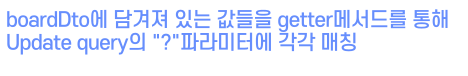 boardDto에 담겨져 있는 값들을 getter메서드를 통해
Update query의 "?"파라미터에 각각 매칭